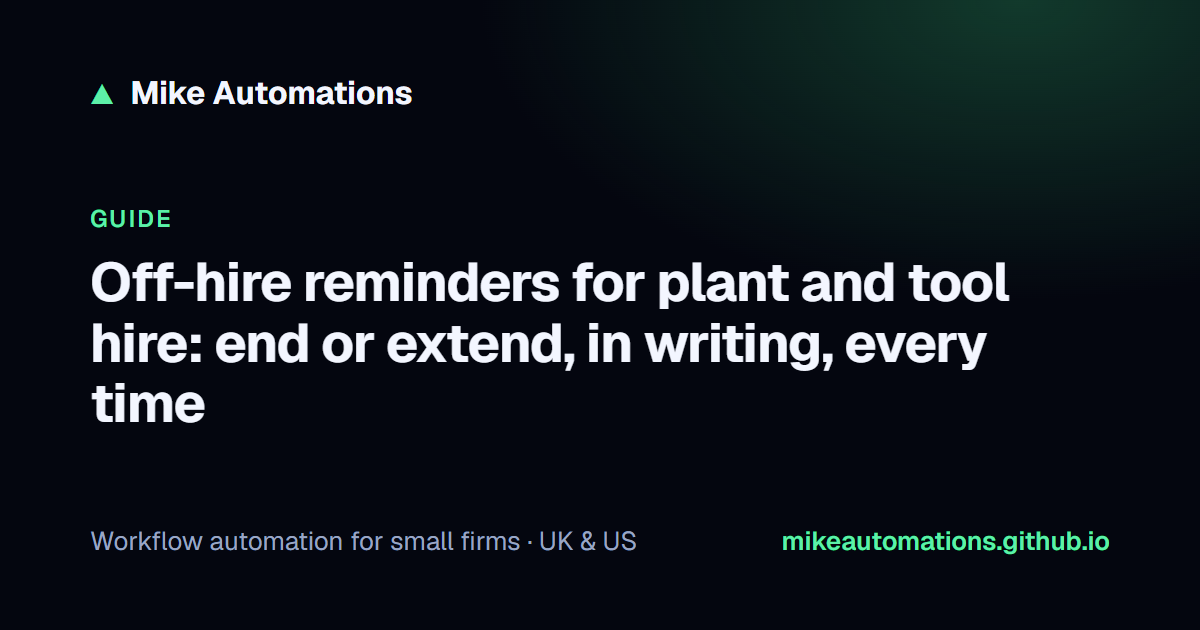 Mike Automations
GUIDE
Off-hire reminders for plant and tool
hire: end or extend, in writing, every
time
Workflow automation for small firms · UK & US
mikeautomations.github.io